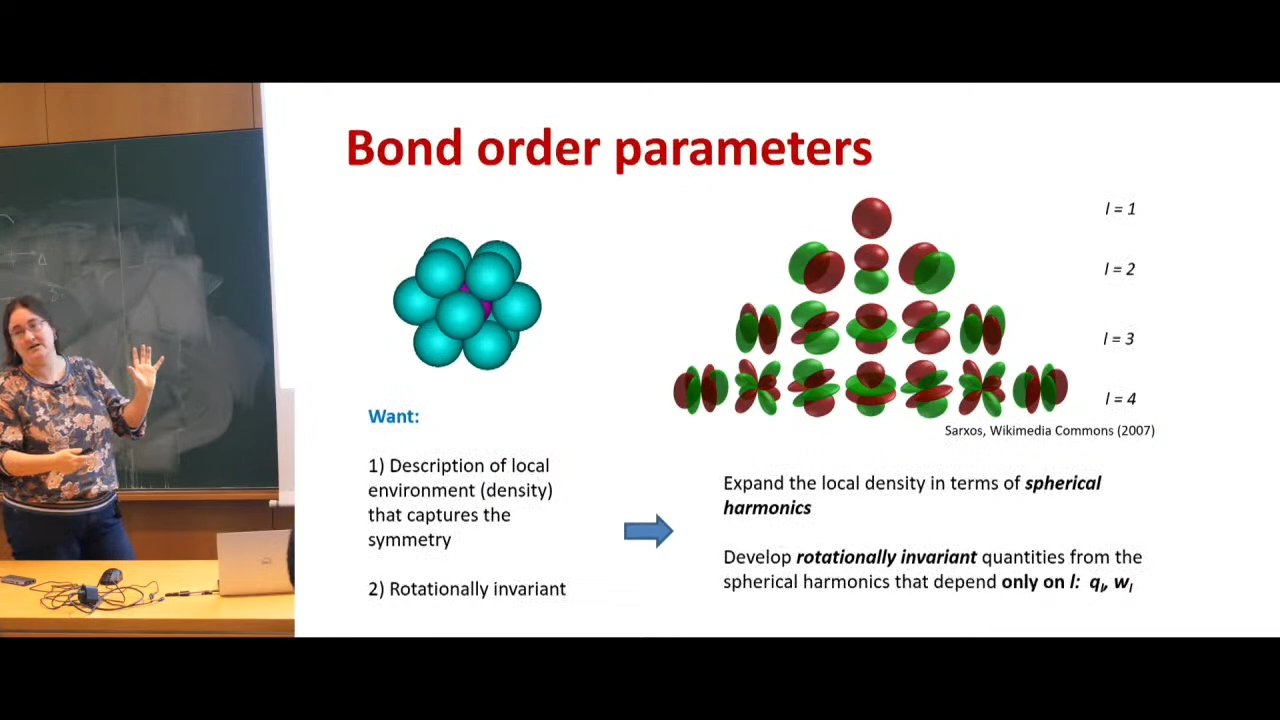 Bond order parameters
l = 1
l = 2
l = 3
l = 4
Sarxos, Wikimedia Commons (2007)
Want:
1) Description of local
environment (density)
that captures the
symmetry
2) Rotationally invariant
Expand the local density in terms of spherical
harmonics
Develop rotationally invariant quantities from the
spherical harmonics that depend only on l: ql, wl